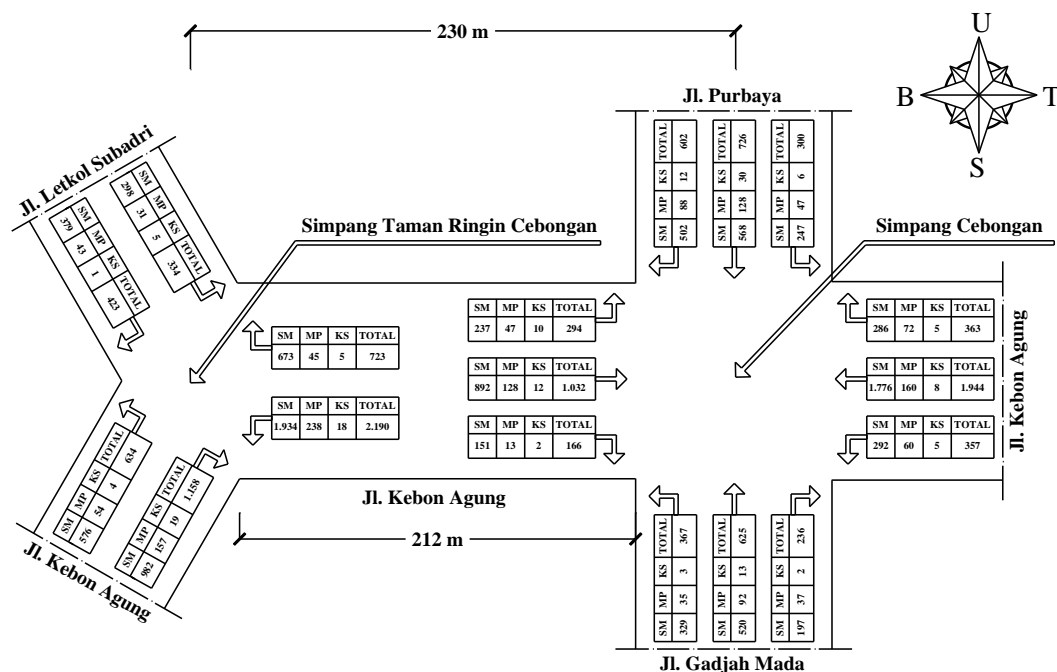 230 m
U
B
T
S
Jl. Purbaya
TOTAL 602
KS 12
MP 88
SM 502
TOTAL 726
KS 30
MP 128
SM 568
TOTAL 300
KS 6
MP 47
SM 247
Jl. Letkol Subadri
SM MP KS TOTAL
379 43 1 423
SM MP KS TOTAL
298 31 5 334
Simpang Taman Ringin Cebongan
Simpang Cebongan
SM MP KS TOTAL
673 45 5 723
SM MP KS TOTAL
1.934 238 18 2.190
SM MP KS TOTAL
237 47 10 294
SM MP KS TOTAL
892 128 12 1.032
SM MP KS TOTAL
151 13 2 166
SM MP KS TOTAL
286 72 5 363
SM MP KS TOTAL
1.776 160 8 1.944
SM MP KS TOTAL
292 60 5 357
Jl. Kebon Agung
SM MP KS TOTAL
576 54 4 634
SM MP KS TOTAL
982 157 19 1.158
Jl. Kebon Agung
Jl. Kebon Agung
212 m
TOTAL 367
KS 3
MP 35
SM 329
TOTAL 625
KS 13
MP 92
SM 520
TOTAL 236
KS 2
MP 37
SM 197
Jl. Gadjah Mada